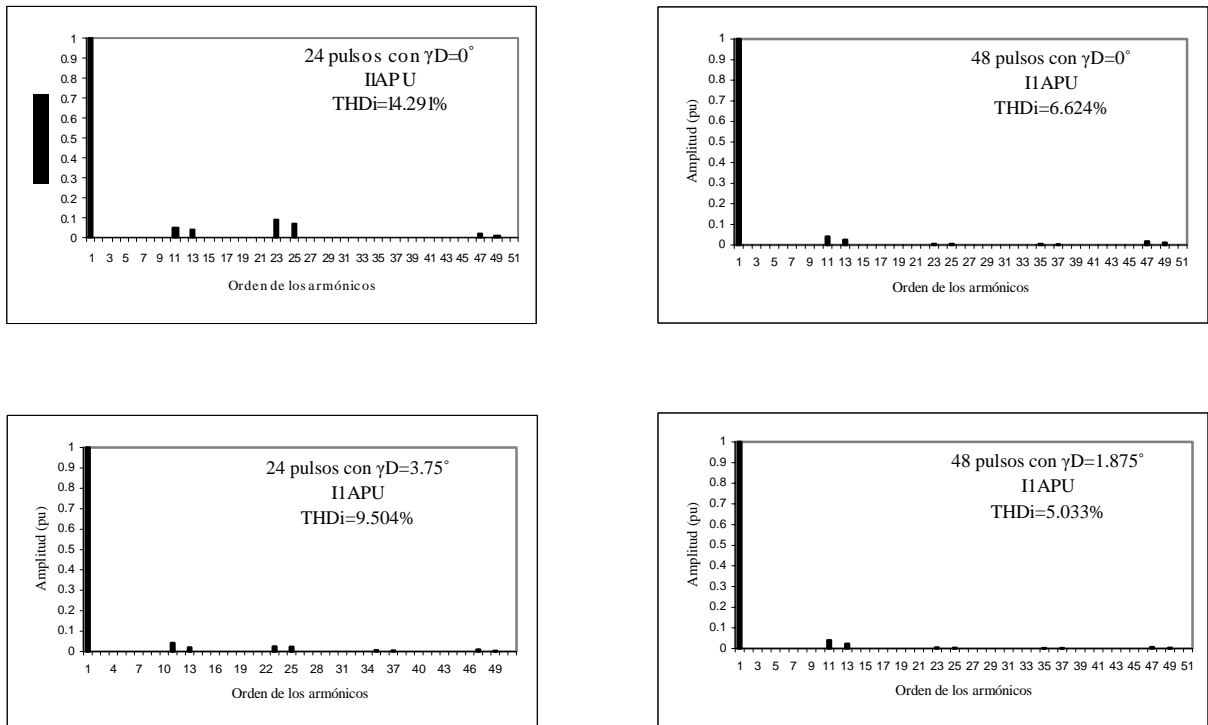 24 pulsos con γD=0°
I1APU
THDi=14.291%
1
0.9
0.8
0.7
0.6
0.5
0.4
0.3
0.2
0.1
0
1 3 5 7 9 11 13 15 17 19 21 23 25 27 29 31 33 35 37 39 41 43 45 47 49 51
Orden de los armónicos
48 pulsos con γD=0°
I1APU
THDi=6.624%
Amplitud (pu)
1
0.9
0.8
0.7
0.6
0.5
0.4
0.3
0.2
0.1
0
1 3 5 7 9 11 13 15 17 19 21 23 25 27 29 31 33 35 37 39 41 43 45 47 49 51
Orden de los armónicos
24 pulsos con γD=3.75°
I1APU
THDi=9.504%
Amplitud (pu)
1
0.9
0.8
0.7
0.6
0.5
0.4
0.3
0.2
0.1
0
1 4 7 10 13 16 19 22 25 28 31 34 37 40 43 46 49
Orden de los armónicos
48 pulsos con γD=1.875°
I1APU
THDi=5.033%
Amplitud (pu)
1
0.9
0.8
0.7
0.6
0.5
0.4
0.3
0.2
0.1
0
1 3 5 7 9 11 13 15 17 19 21 23 25 27 29 31 33 35 37 39 41 43 45 47 49 51
Orden de los armónicos